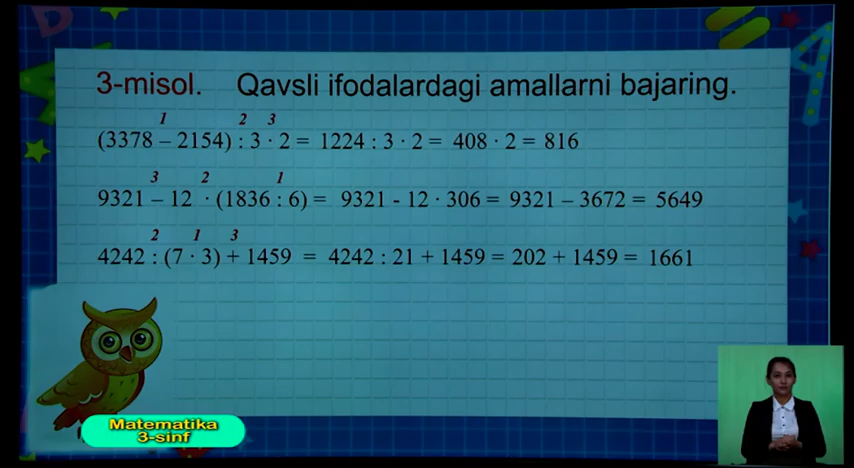 3-misol. Qavsli ifodalardagi amallarni bajaring.
1 2 3
(3378 – 2154) : 3 · 2 = 1224 : 3 · 2 = 408 · 2 = 816
3 2 1
9321 – 12 · (1836 : 6) = 9321 - 12 · 306 = 9321 – 3672 = 5649
2 1 3
4242 : (7 · 3) + 1459 = 4242 : 21 + 1459 = 202 + 1459 = 1661
Matematika
3-sinf